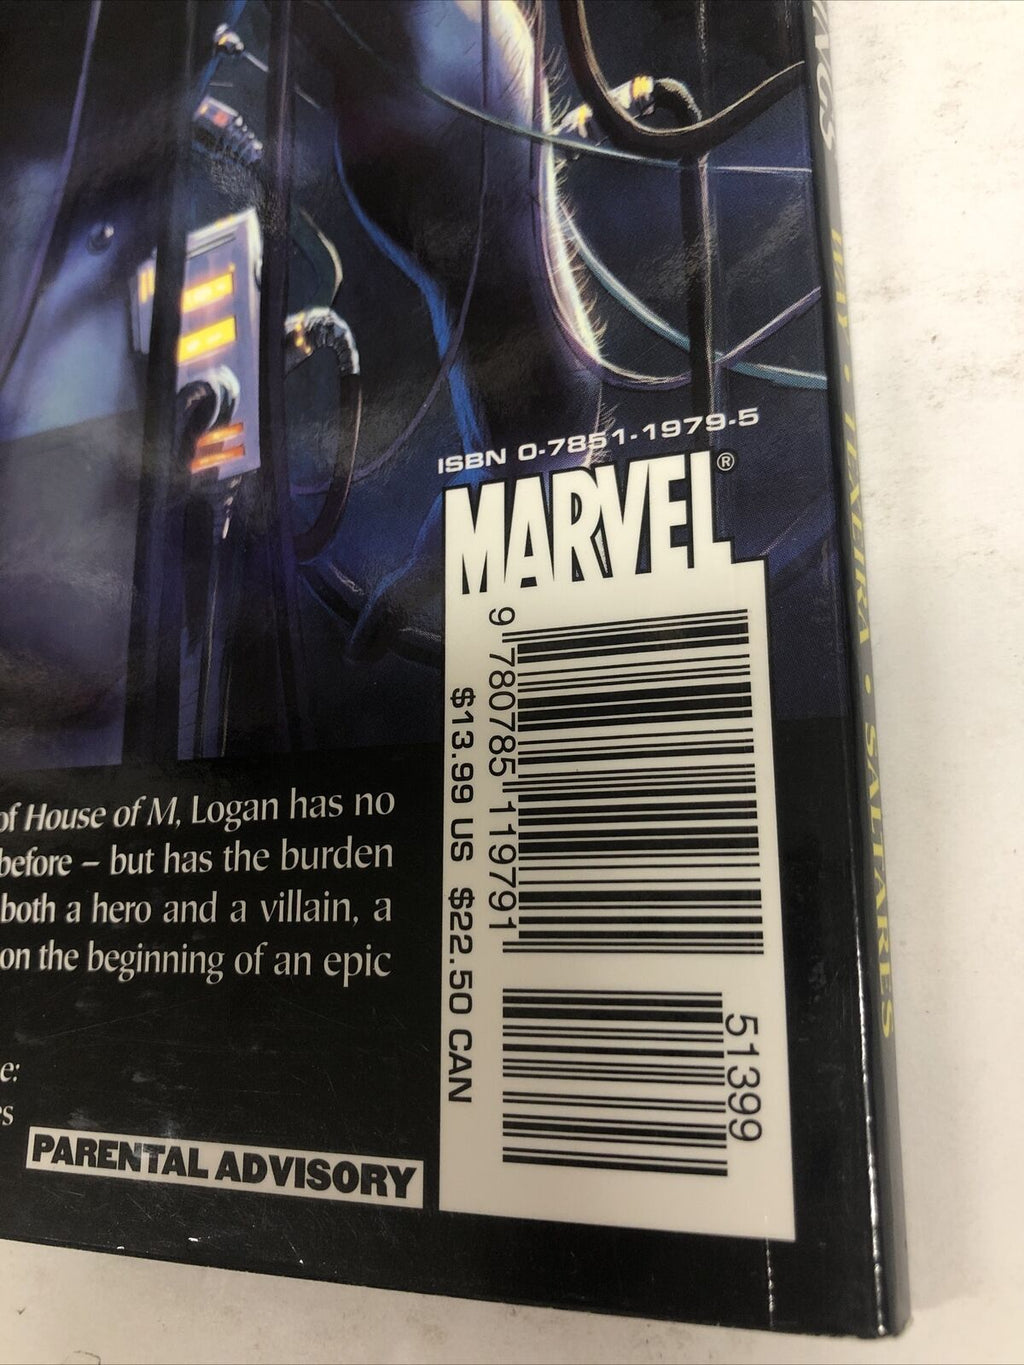 ISBN 0-7851-1979-5
MARVEL®
9 780785 119791
$13.99 US $22.50 CAN
51399
of House of M, Logan has no
before – but has the burden
both a hero and a villain, a
on the beginning of an epic
e:
es
PARENTAL ADVISORY
WAY • TEXEIRA • SALTARES